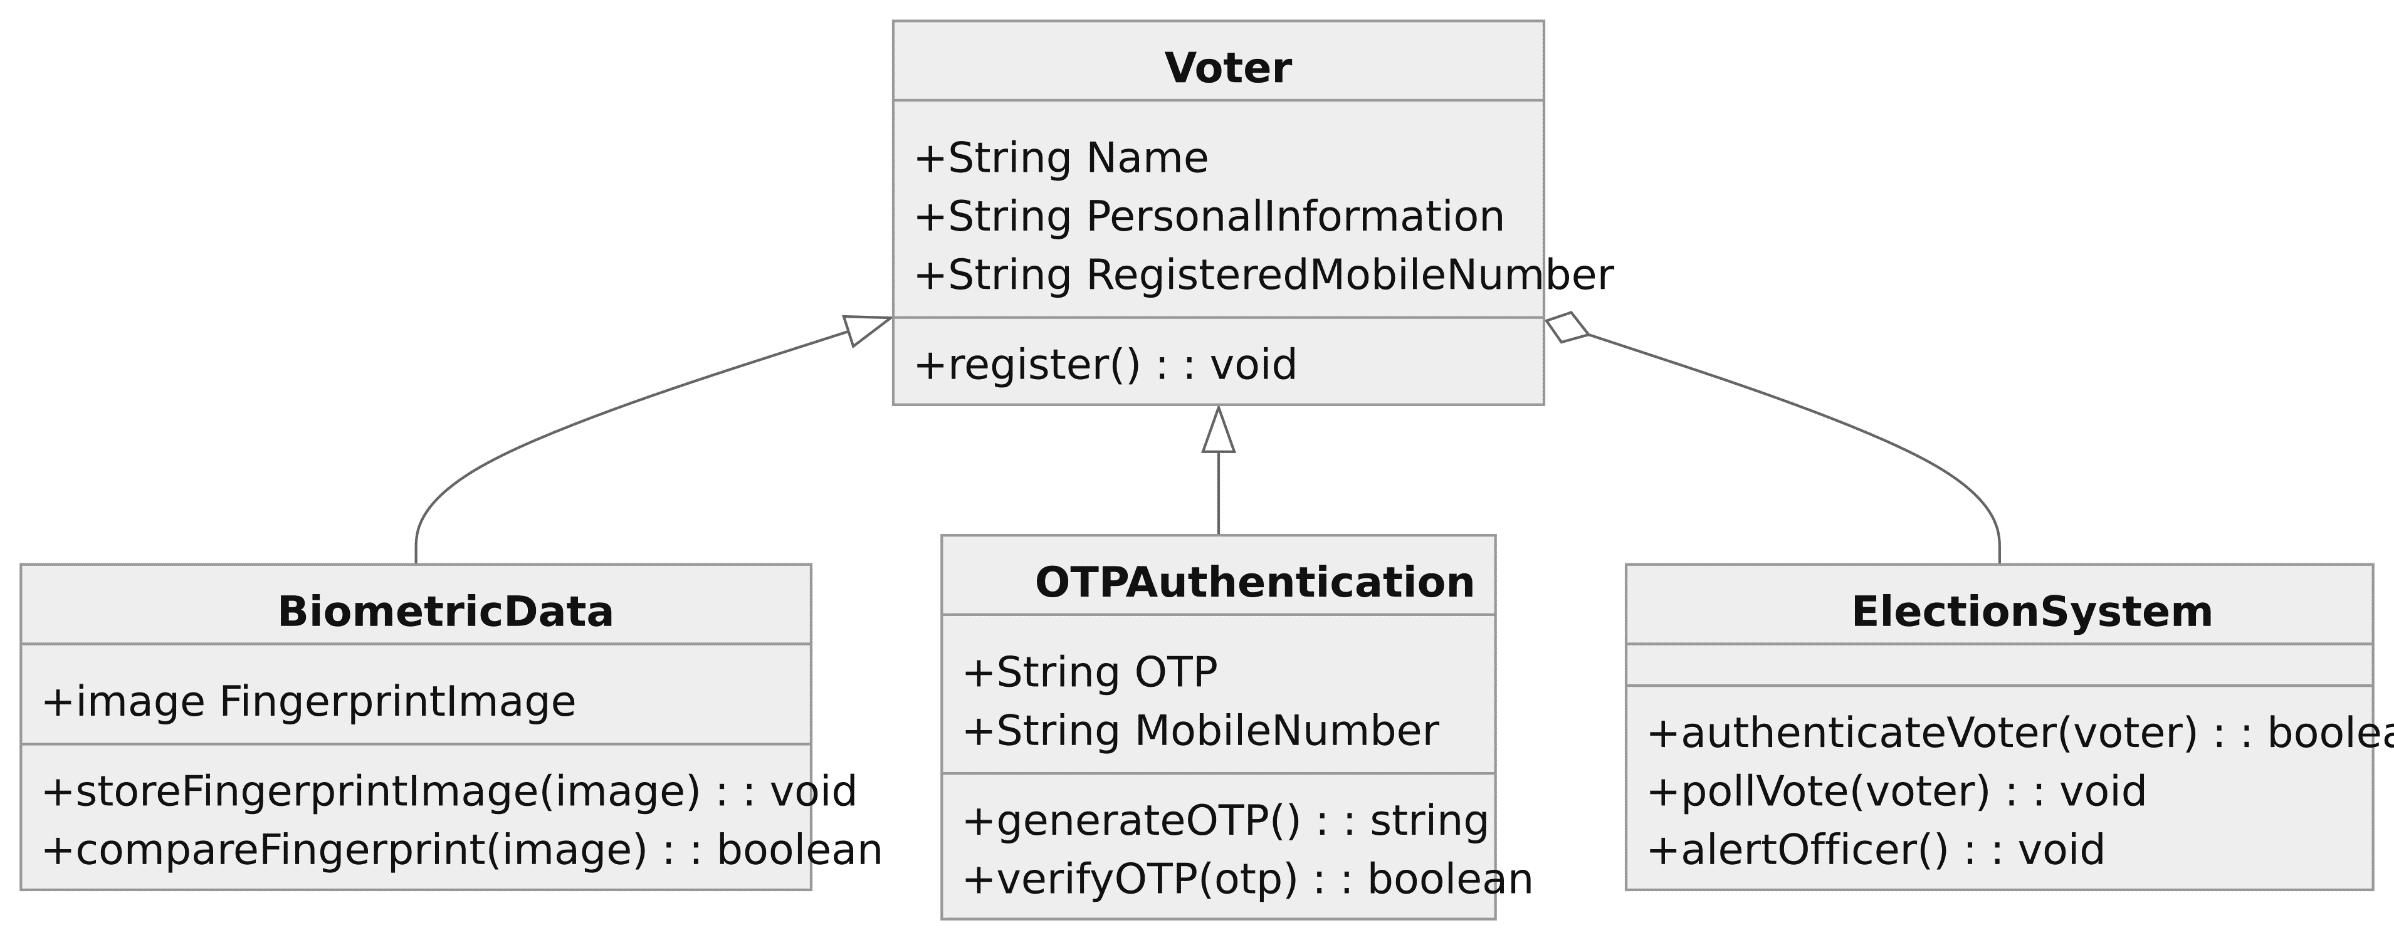 Voter
+String Name
+String PersonalInformation
+String RegisteredMobileNumber
+register() : : void
BiometricData
+image FingerprintImage
+storeFingerprintImage(image) : : void
+compareFingerprint(image) : : boolean
OTPAuthentication
+String OTP
+String MobileNumber
+generateOTP() : : string
+verifyOTP(otp) : : boolean
ElectionSystem
+authenticateVoter(voter) : : boolea
+pollVote(voter) : : void
+alertOfficer() : : void